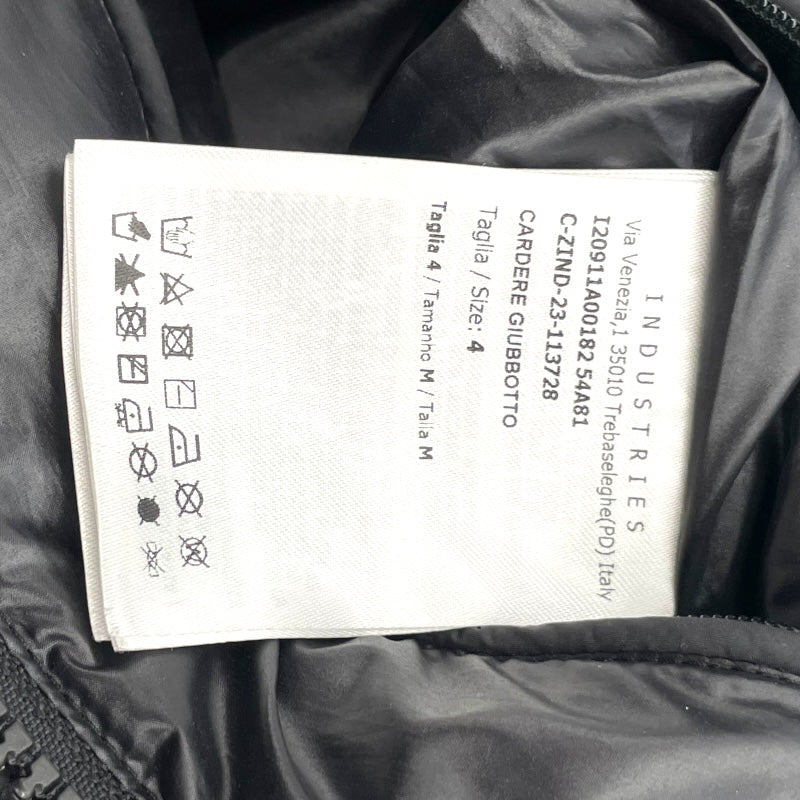 INDUSTRIES
Via Venezia,1 35010 Trebaseleghe(PD) Italy
I20911A00182 54A81
C-ZIND-23-113728
CARDERE GIUBBOTTO
Taglia / Size: 4
Taglia 4 / Tamanho M / Talla M